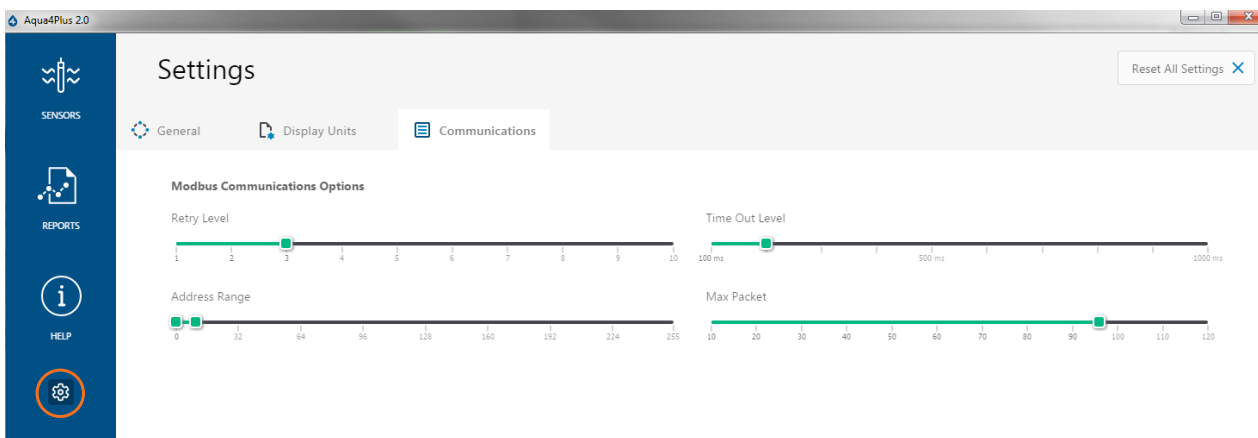 Aqua4Plus 2.0
SENSORS
REPORTS
HELP
Settings
Reset All Settings
General
Display Units
Communications
Modbus Communications Options
Retry Level
1 2 3 4 5 6 7 8 9 10
Time Out Level
100 ms 500 ms 1000 ms
Address Range
0 32 64 96 128 160 192 224 255
Max Packet
10 20 30 40 50 60 70 80 90 100 110 120